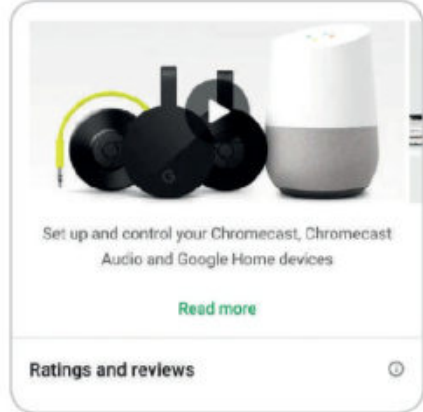 Set up and control your Chromecast, Chromecast
Audio and Google Home devices
Read more
Ratings and reviews